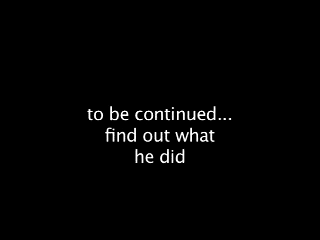 to be continued...
find out what
he did